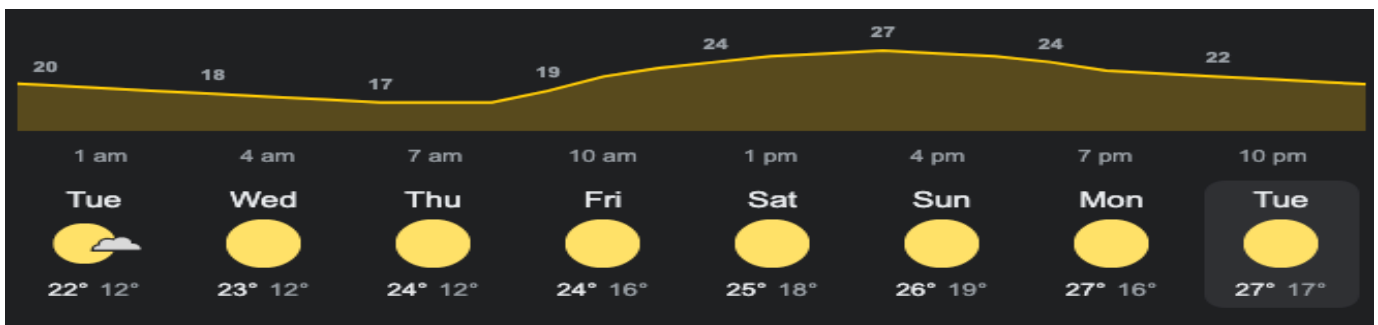 20 18 17 19 24 27 24 22
1 am 4 am 7 am 10 am 1 pm 4 pm 7 pm 10 pm
Tue Wed Thu Fri Sat Sun Mon Tue
22° 12° 23° 12° 24° 12° 24° 16° 25° 18° 26° 19° 27° 16° 27° 17°